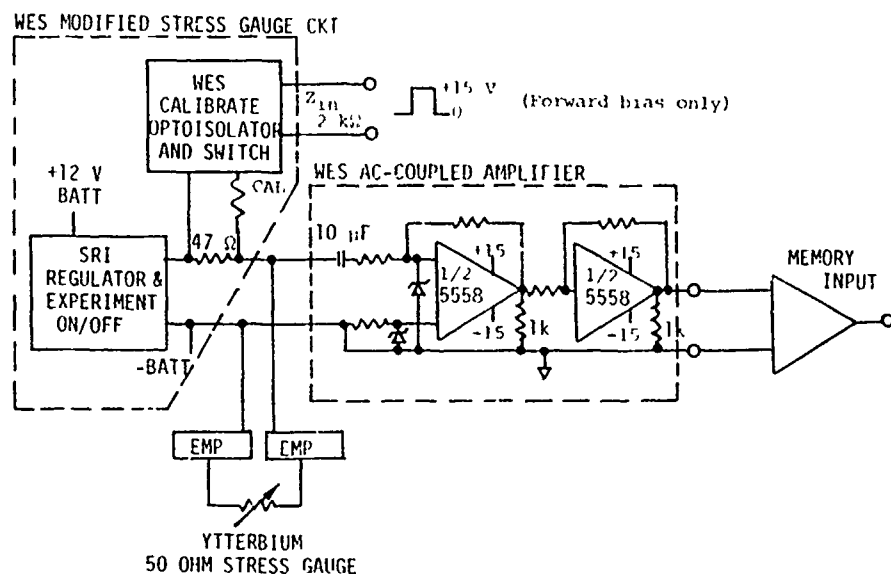 WES MODIFIED STRESS GAUGE CKT
WES
CALIBRATE
OPTOISOLATOR
AND SWITCH
Zin
2 kΩ
+15 V
0
(Forward bias only)
+12 V
BATT
CAL
WES AC-COUPLED AMPLIFIER
47 Ω
10 µF
SRI
REGULATOR &
EXPERIMENT
ON/OFF
+15
1/2
5558
-15
1k
+15
1/2
5558
-15
1k
MEMORY
INPUT
-BATT
EMP
EMP
YTTERBIUM
50 OHM STRESS GAUGE